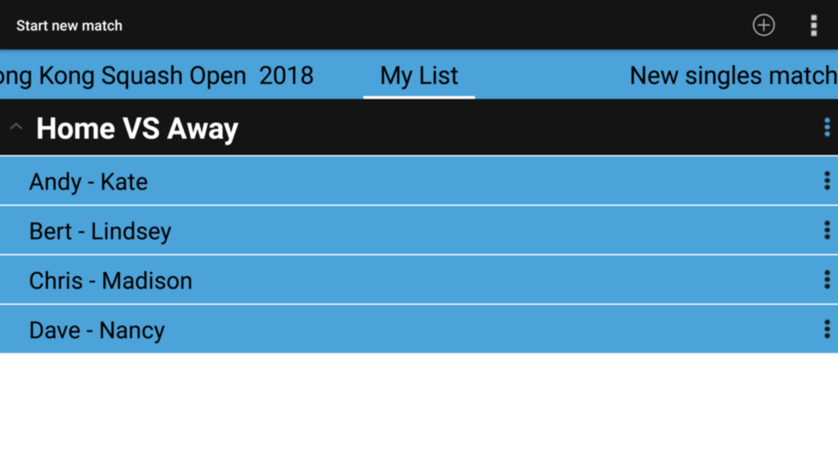 Start new match
ong Kong Squash Open 2018 My List New singles match
Home VS Away
Andy - Kate
Bert - Lindsey
Chris - Madison
Dave - Nancy